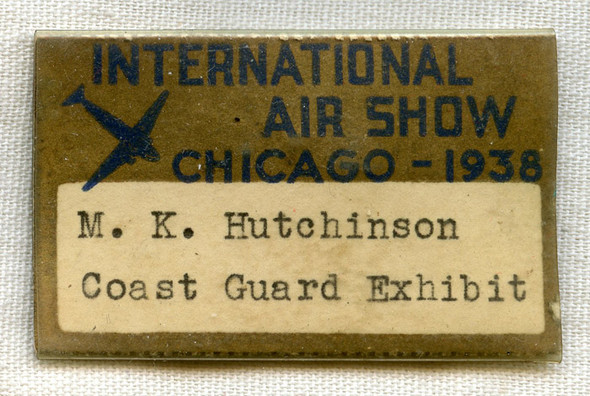 INTERNATIONAL
AIR SHOW
CHICAGO - 1938
M. K. Hutchinson
Coast Guard Exhibit